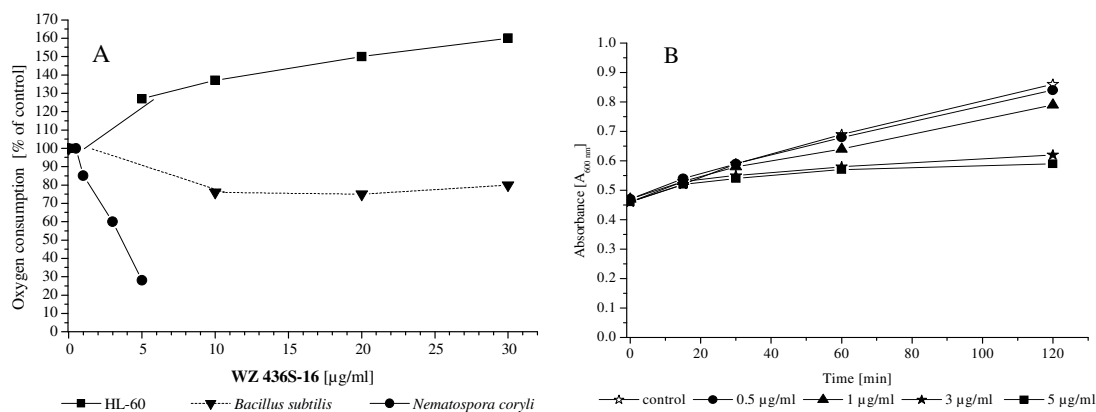 A
170
160
150
140
130
120
110
100
90
80
70
60
50
40
30
20
10
0
Oxygen consumption [% of control]
0 5 10 15 20 25 30
WZ 436S-16 [µg/ml]
HL-60 Bacillus subtilis Nematospora coryli
B
1.0
0.9
0.8
0.7
0.6
0.5
0.4
0.3
0.2
0.1
0.0
Absorbance [A600 nm]
0 20 40 60 80 100 120
Time [min]
control 0.5 µg/ml 1 µg/ml 3 µg/ml 5 µg/ml